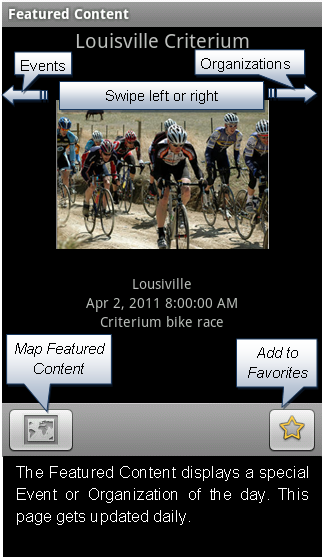 Featured Content
Louisville Criterium
Events
Organizations
Swipe left or right
Lousiville
Apr 2, 2011 8:00:00 AM
Criterium bike race
Map Featured
Content
Add to
Favorites
The Featured Content displays a special
Event or Organization of the day. This
page gets updated daily.